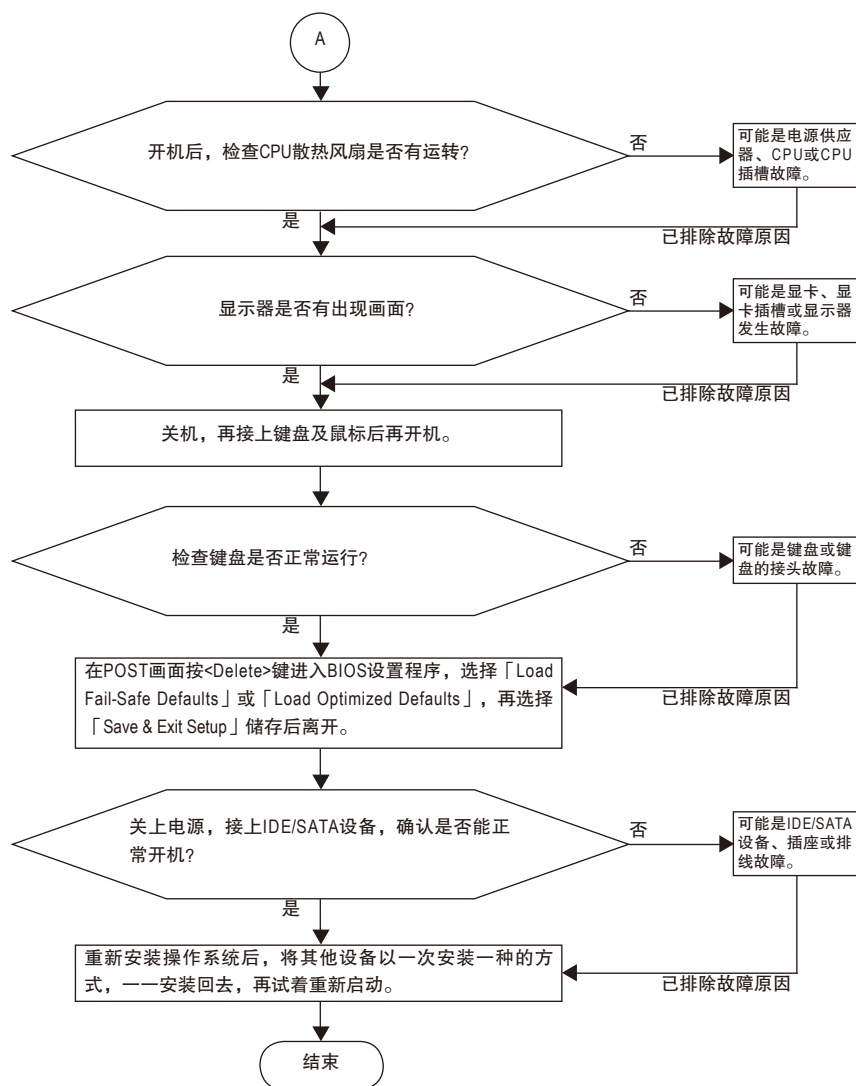 A
开机后，检查CPU散热风扇是否有运转？
否
可能是电源供应
器、CPU或CPU
插槽故障。
是
已排除故障原因
显示器是否有出现画面？
否
可能是显卡、显
卡插槽或显示器
发生故障。
是
已排除故障原因
关机，再接上键盘及鼠标后再开机。
检查键盘是否正常运行？
否
可能是键盘或键
盘的接头故障。
是
在POST画面按<Delete>键进入BIOS设置程序，选择「Load
Fail-Safe Defaults」或「Load Optimized Defaults」，再选择
「Save & Exit Setup」储存后离开。
已排除故障原因
关上电源，接上IDE/SATA设备，确认是否能正
常开机？
否
可能是IDE/SATA
设备、插座或排
线故障。
是
重新安装操作系统后，将其他设备以一次安装一种的方
式，一一安装回去，再试着重新启动。
已排除故障原因
结束